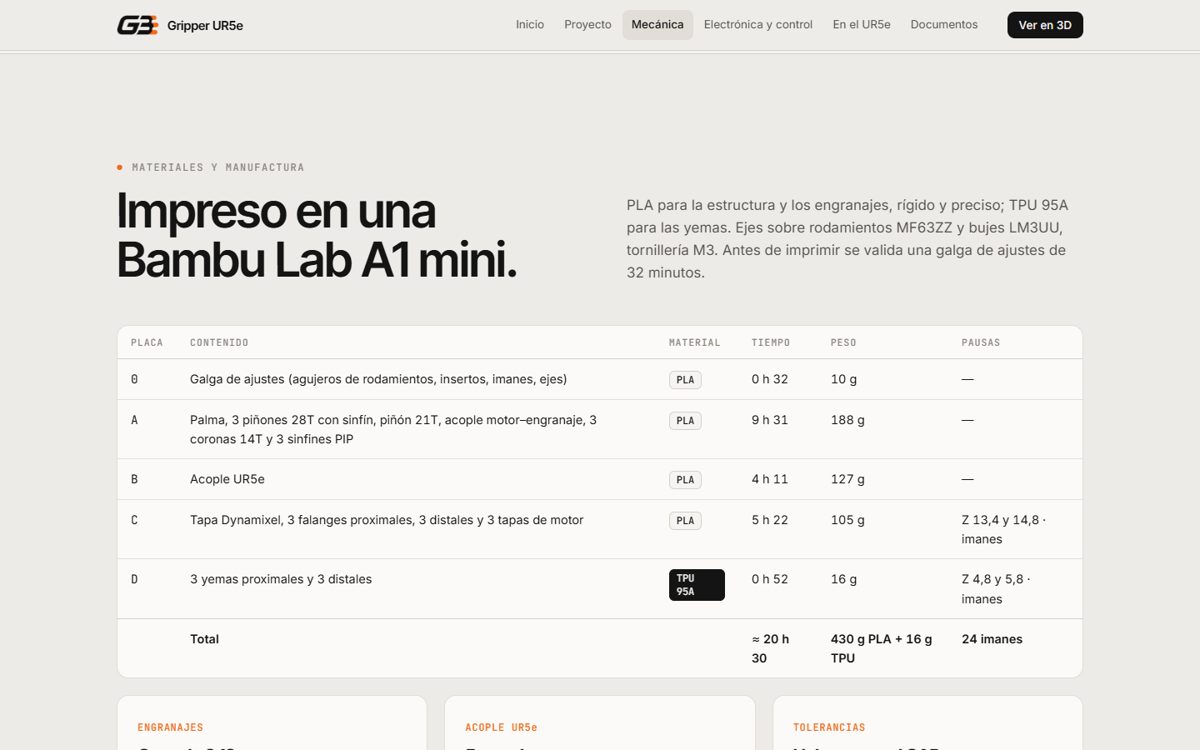 G3 Gripper UR5e Inicio Proyecto Mecánica Electrónica y control En el UR5e Documentos Ver en 3D
MATERIALES Y MANUFACTURA
Impreso en una
Bambu Lab A1 mini.
PLA para la estructura y los engranajes, rígido y preciso; TPU 95A
para las yemas. Ejes sobre rodamientos MF63ZZ y bujes LM3UU,
tornillería M3. Antes de imprimir se valida una galga de ajustes de
32 minutos.
PLACA CONTENIDO MATERIAL TIEMPO PESO PAUSAS
0 Galga de ajustes (agujeros de rodamientos, insertos, imanes, ejes) PLA 0 h 32 10 g —
A Palma, 3 piñones 28T con sinfín, piñón 21T, acople motor–engranaje, 3 PLA 9 h 31 188 g —
coronas 14T y 3 sinfines PIP
B Acople UR5e PLA 4 h 11 127 g —
C Tapa Dynamixel, 3 falanges proximales, 3 distales y 3 tapas de motor PLA 5 h 22 105 g Z 13,4 y 14,8 ·
imanes
D 3 yemas proximales y 3 distales TPU 0 h 52 16 g Z 4,8 y 5,8 ·
95A imanes
Total ≈ 20 h 430 g PLA + 16 g 24 imanes
30 TPU
ENGRANAJES ACOPLE UR5e TOLERANCIAS